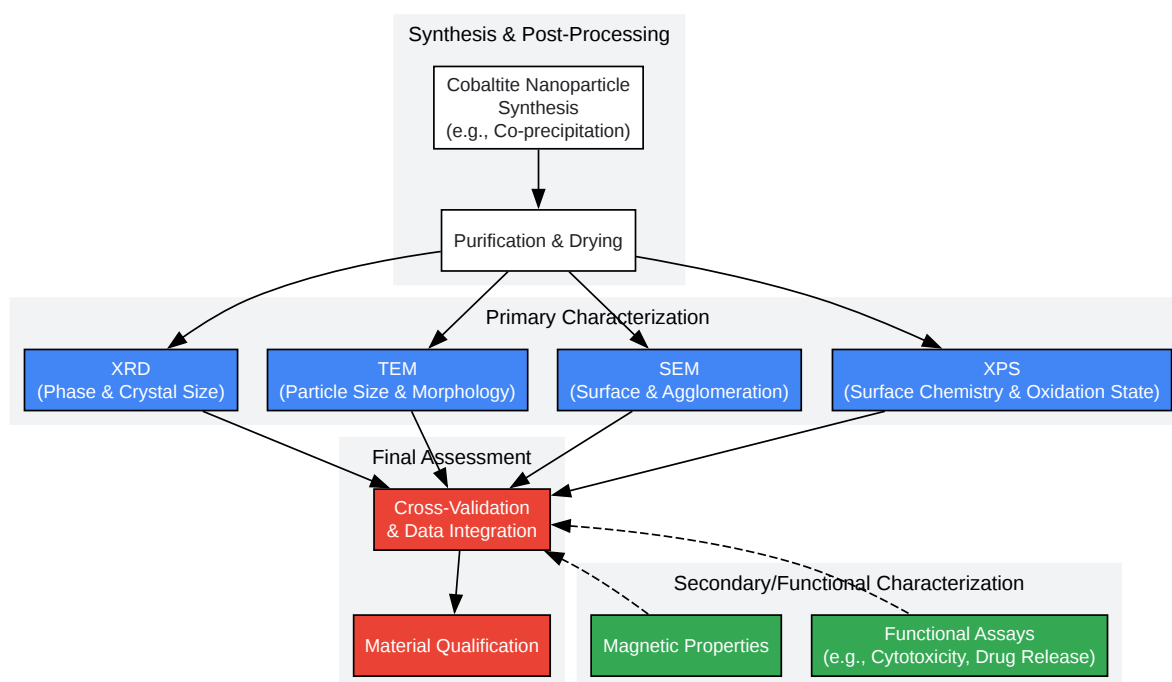 Synthesis & Post-Processing
Cobaltite Nanoparticle
Synthesis
(e.g., Co-precipitation)
Purification & Drying
Primary Characterization
XRD
(Phase & Crystal Size)
TEM
(Particle Size & Morphology)
SEM
(Surface & Agglomeration)
XPS
(Surface Chemistry & Oxidation State)
Final Assessment
Cross-Validation
& Data Integration
Secondary/Functional Characterization
Material Qualification
Magnetic Properties
Functional Assays
(e.g., Cytotoxicity, Drug Release)